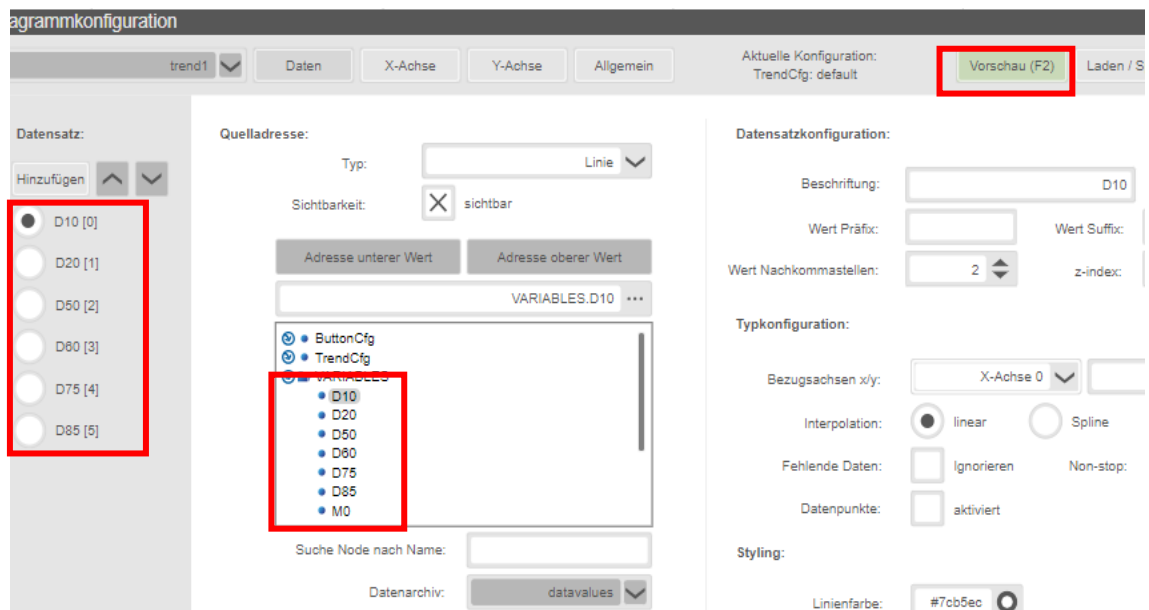 agrammkonfiguration
trend1 Daten X-Achse Y-Achse Allgemein
Aktuelle Konfiguration:
TrendCfg: default
Vorschau (F2) Laden / S
Datensatz:
Hinzufügen
D10 [0]
D20 [1]
D50 [2]
D60 [3]
D75 [4]
D85 [5]
Quelladresse:
Typ: Linie
Sichtbarkeit: sichtbar
Adresse unterer Wert Adresse oberer Wert
VARIABLES.D10 ...
ButtonCfg
TrendCfg
VARIABLES
D10
D20
D50
D60
D75
D85
M0
Suche Node nach Name:
Datenarchiv: datavalues
Datensatzkonfiguration:
Beschriftung: D10
Wert Präfix: Wert Suffix:
Wert Nachkommastellen: 2 z-index:
Typkonfiguration:
Bezugsachsen x/y: X-Achse 0
Interpolation: linear Spline
Fehlende Daten: Ignorieren Non-stop:
Datenpunkte: aktiviert
Styling:
Linienfarbe: #7cb5ec